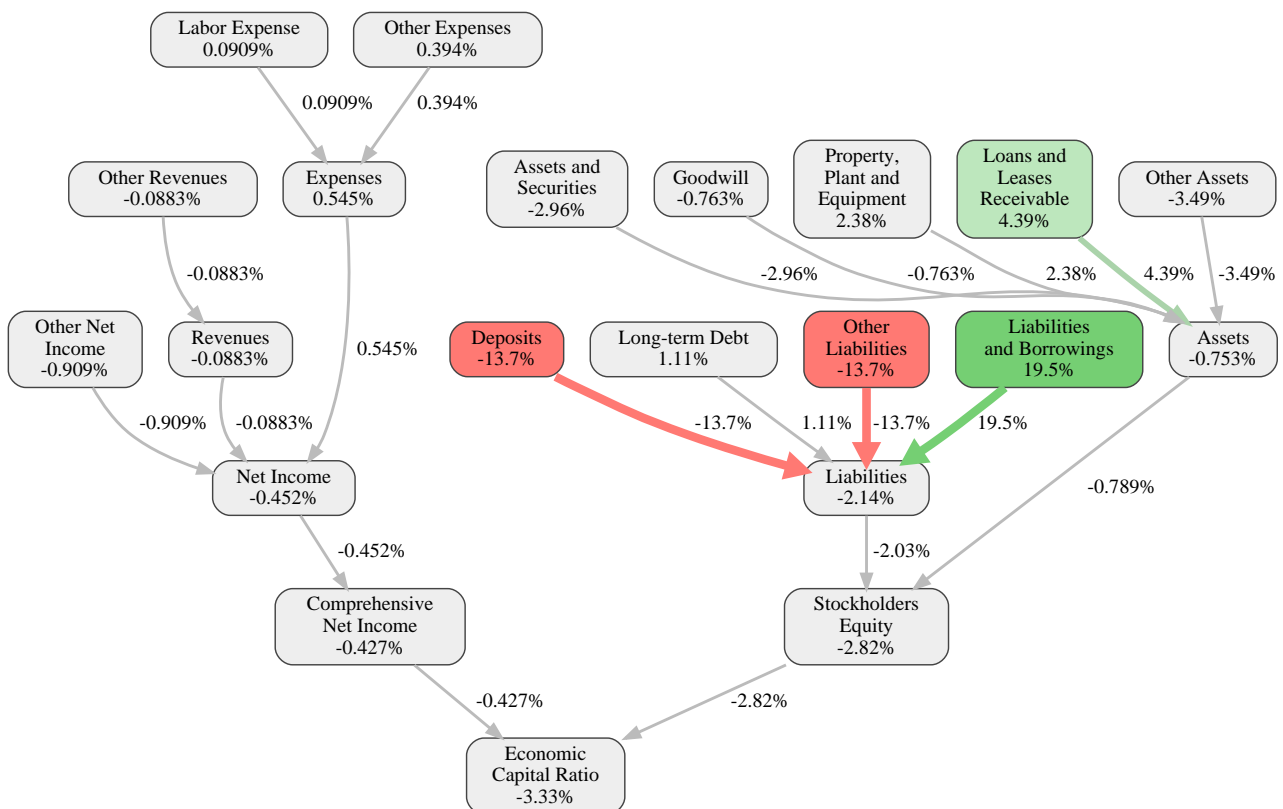 Labor Expense
0.0909%
Other Expenses
0.394%
0.0909%
0.394%
Other Revenues
-0.0883%
Expenses
0.545%
Assets and
Securities
-2.96%
Goodwill
-0.763%
Property,
Plant and
Equipment
2.38%
Loans and
Leases
Receivable
4.39%
Other Assets
-3.49%
-0.0883%
-2.96%
-0.763%
2.38%
4.39%
-3.49%
Other Net
Income
-0.909%
Revenues
-0.0883%
0.545%
Deposits
-13.7%
Long-term Debt
1.11%
Other
Liabilities
-13.7%
Liabilities
and Borrowings
19.5%
Assets
-0.753%
-0.909%
-0.0883%
-13.7%
1.11%
-13.7%
19.5%
Net Income
-0.452%
Liabilities
-2.14%
-0.789%
-0.452%
-2.03%
Comprehensive
Net Income
-0.427%
Stockholders
Equity
-2.82%
-0.427%
-2.82%
Economic
Capital Ratio
-3.33%